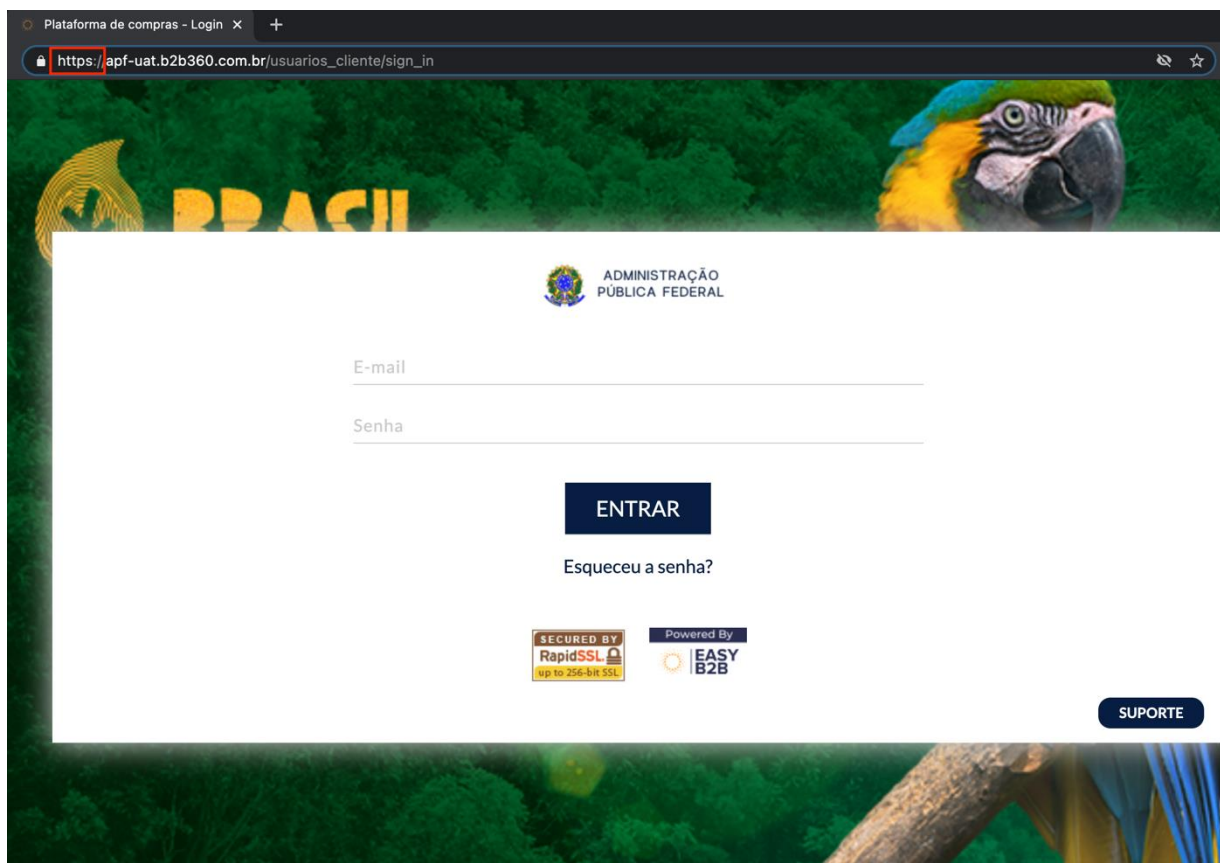 Plataforma de compras - Login
https://apf-uat.b2b360.com.br/usuarios_cliente/sign_in
BRASIL
ADMINISTRAÇÃO
PÚBLICA FEDERAL
E-mail
Senha
ENTRAR
Esqueceu a senha?
SECURED BY
RapidSSL.
up to 256-bit SSL
Powered By
EASY
B2B
SUPORTE